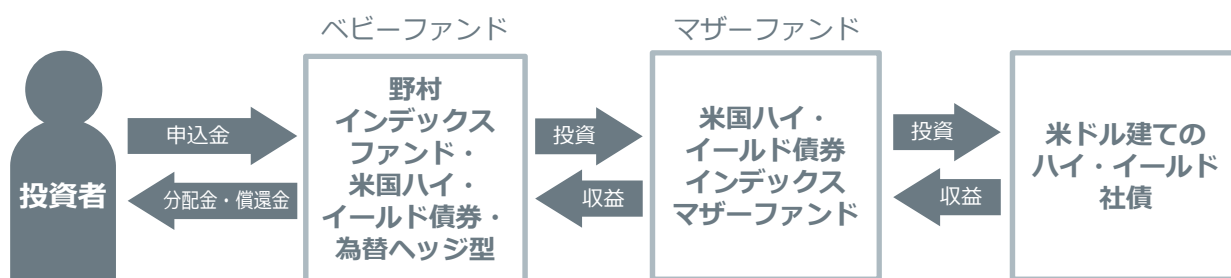 ベビーファンド
マザーファンド
投資者
申込金
分配金・償還金
野村
インデックス
ファンド・
米国ハイ・
イールド債券・
為替ヘッジ型
投資
収益
米国ハイ・
イールド債券
インデックス
マザーファンド
投資
収益
米ドル建ての
ハイ・イールド
社債